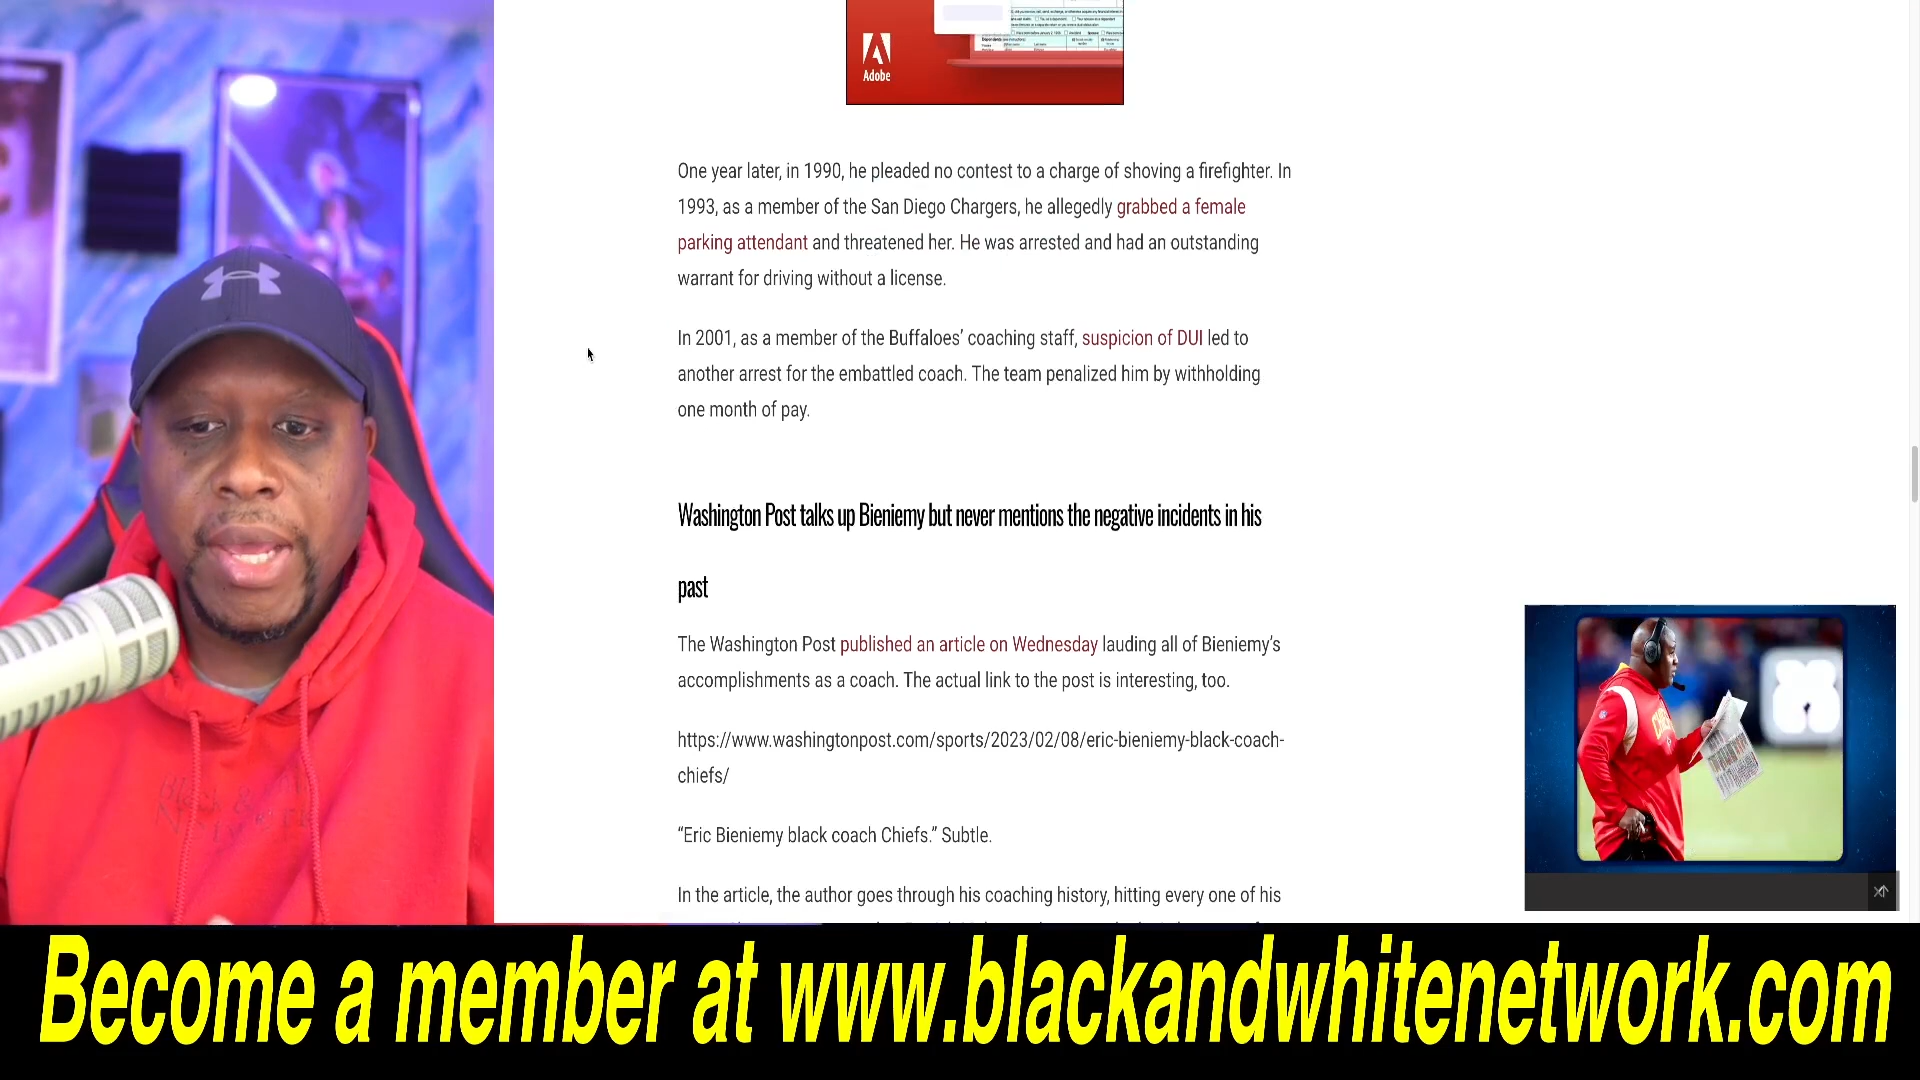 Adobe
One year later, in 1990, he pleaded no contest to a charge of shoving a firefighter. In
1993, as a member of the San Diego Chargers, he allegedly grabbed a female
parking attendant and threatened her. He was arrested and had an outstanding
warrant for driving without a license.
In 2001, as a member of the Buffaloes’ coaching staff, suspicion of DUI led to
another arrest for the embattled coach. The team penalized him by withholding
one month of pay.
Washington Post talks up Bieniemy but never mentions the negative incidents in his
past
The Washington Post published an article on Wednesday lauding all of Bieniemy’s
accomplishments as a coach. The actual link to the post is interesting, too.
https://www.washingtonpost.com/sports/2023/02/08/eric-bieniemy-black-coach-
chiefs/
“Eric Bieniemy black coach Chiefs.” Subtle.
In the article, the author goes through his coaching history, hitting every one of his
Become a member at www.blackandwhitenetwork.com